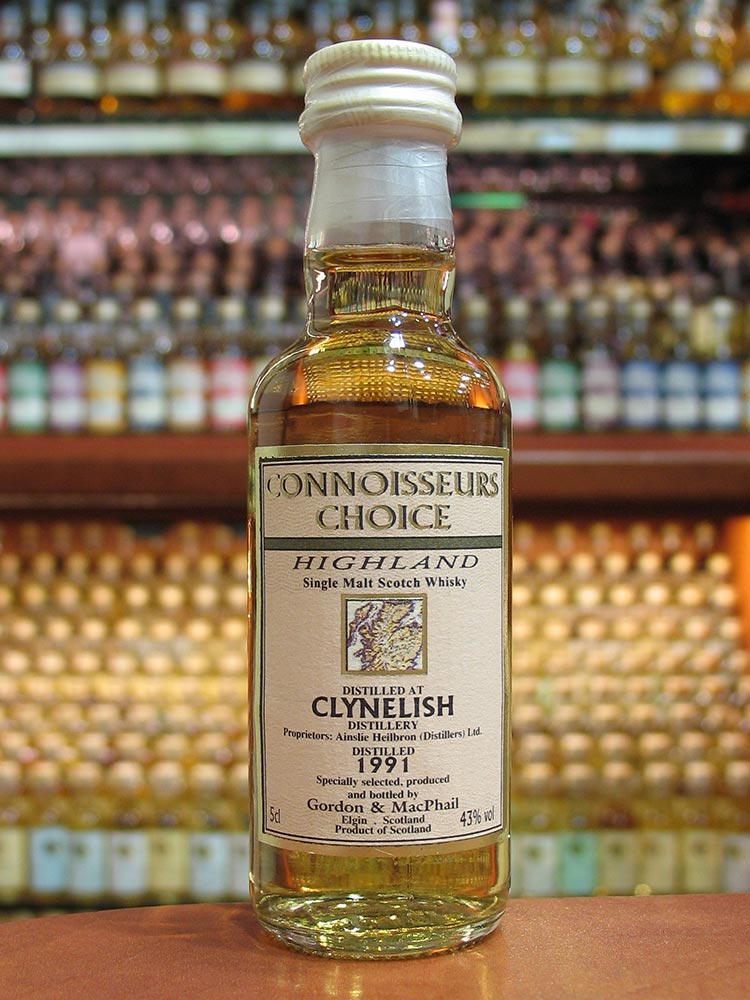 CONNOISSEURS
CHOICE
HIGHLAND
Single Malt Scotch Whisky
DISTILLED AT
CLYNELISH
DISTILLERY
Proprietors: Ainslie Heilbron (Distillers) Ltd.
DISTILLED
1991
Specially selected, produced
and bottled by
Gordon & MacPhail
Elgin . Scotland
Product of Scotland
5cl
43% vol